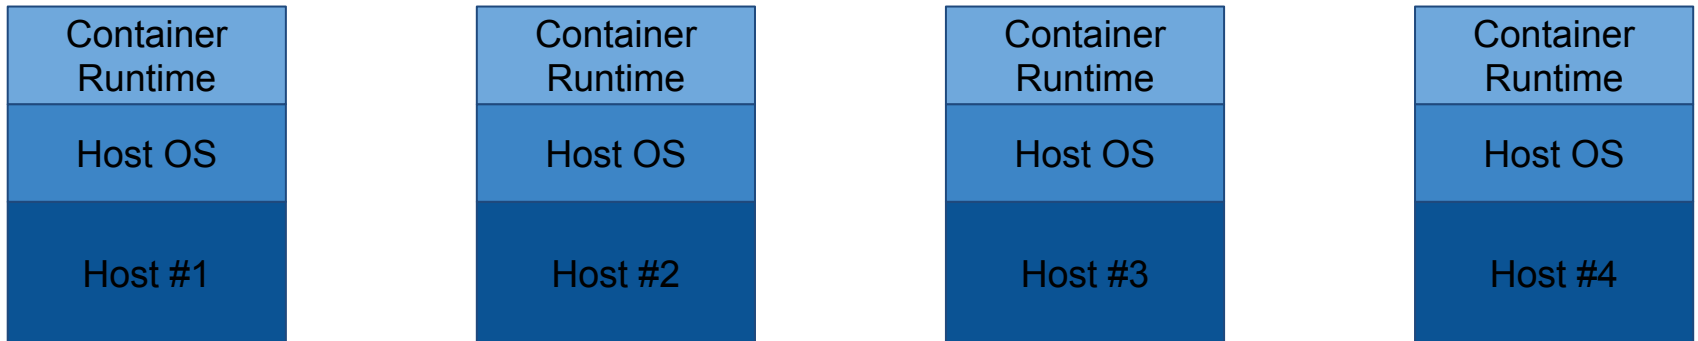 Container
Runtime
Host OS
Host #1
Container
Runtime
Host OS
Host #2
Container
Runtime
Host OS
Host #3
Container
Runtime
Host OS
Host #4